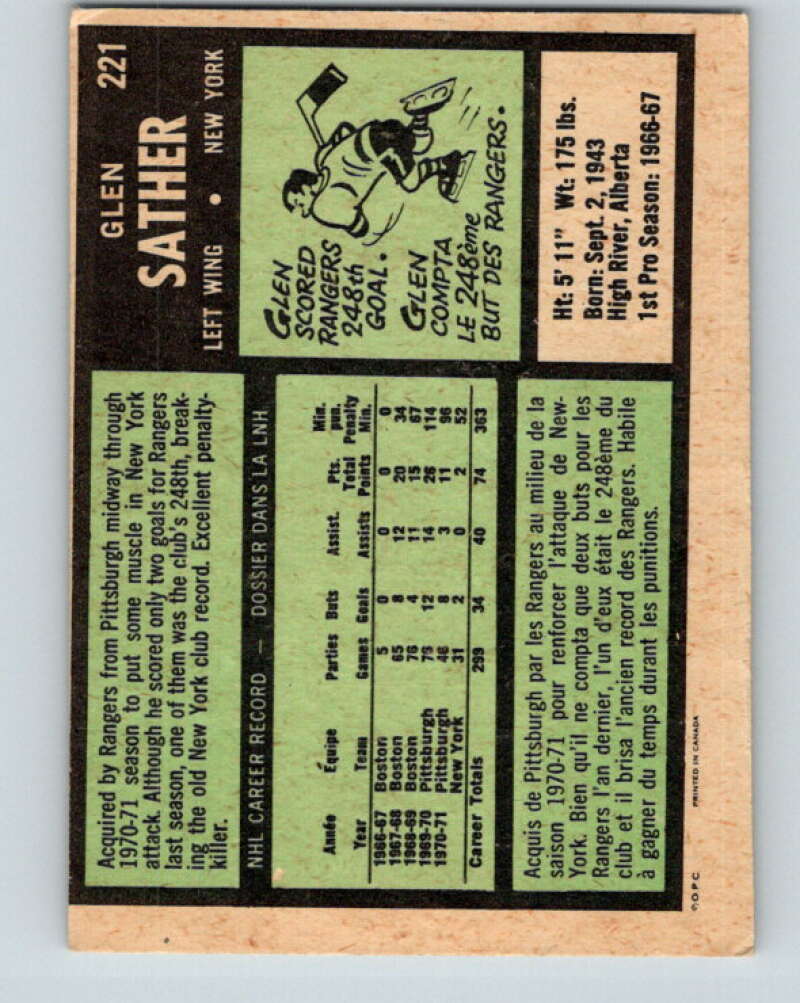 GLEN 221
SATHER
LEFT WING • NEW YORK
Acquired by Rangers from Pittsburgh midway through
1970-71 season to put some muscle in New York
attack. Although he scored only two goals for Rangers
last season, one of them was the club's 248th, break-
ing the old New York club record. Excellent penalty-
killer.
GLEN
SCORED
RANGERS
248th
GOAL.
GLEN
COMPTA
LE 248ème
BUT DES RANGERS.
NHL CAREER RECORD — DOSSIER DANS LA LNH
Année Équipe Parties Buts Assist. Pts. Total Min. pun. Penalty
Year Team Games Goals Assists Points Min.
1966-67 Boston 5 0 0 0 0
1967-68 Boston 65 8 12 20 34
1968-69 Boston 76 4 11 15 67
1969-70 Pittsburgh 76 12 14 26 114
1970-71 Pittsburgh 46 8 3 11 96
New York 31 2 0 2 52
Career Totals 299 34 40 74 363
Ht: 5' 11" Wt: 175 lbs.
Born: Sept. 2, 1943
High River, Alberta
1st Pro Season: 1966-67
Acquis de Pittsburgh par les Rangers au milieu de la
saison 1970-71 pour renforcer l'attaque de New-
York. Bien qu'il ne compta que deux buts pour les
Rangers l'an dernier, l'un d'eux était le 248ème du
club et il brisa l'ancien record des Rangers. Habile
à gagner du temps durant les punitions.
© O P C PRINTED IN CANADA